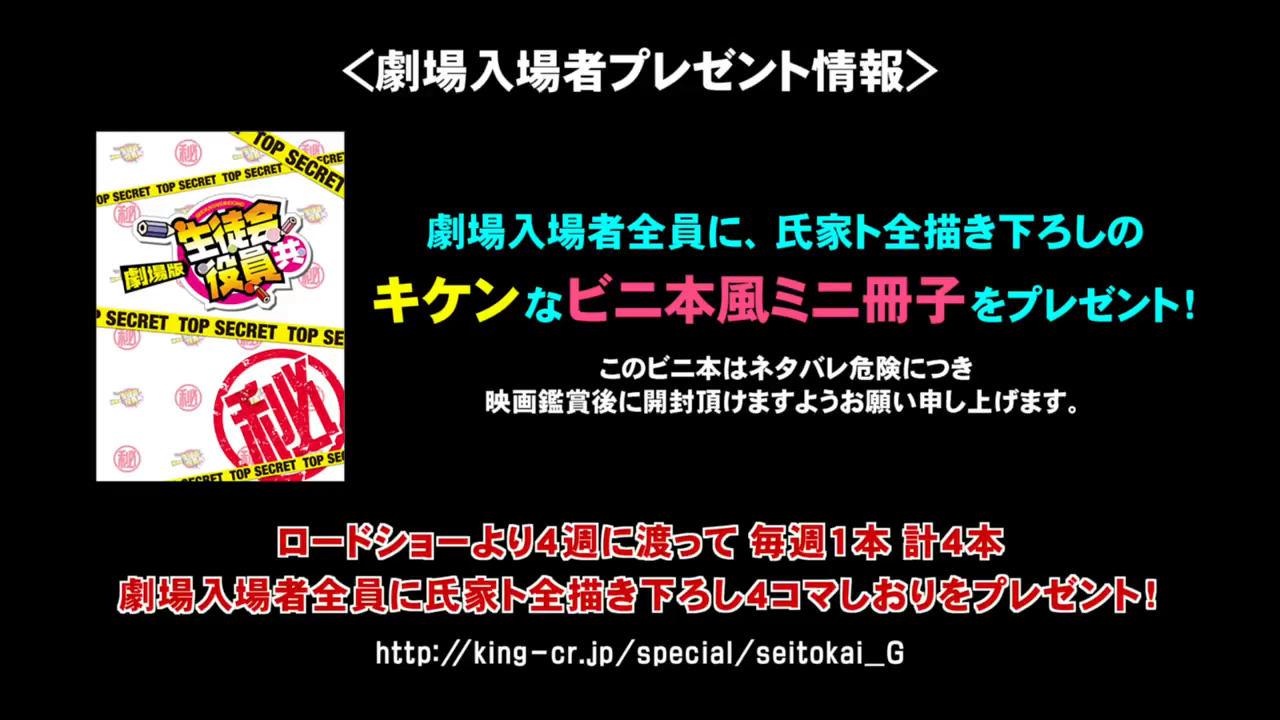 <劇場入場者プレゼント情報>
TOP SECRET
OP SECRET TOP SECRET TOP SECRET
劇場版
生徒会
役員共
P SECRET TOP SECRET TOP SE
秘
SECRET TOP SECRET TOP SE
劇場入場者全員に、氏家ト全描き下ろしの
キケンなビニ本風ミニ冊子をプレゼント!
このビニ本はネタバレ危険につき
映画鑑賞後に開封頂けますようお願い申し上げます。
ロードショーより4週に渡って 毎週1本 計4本
劇場入場者全員に氏家ト全描き下ろし4コマしおりをプレゼント!
http://king-cr.jp/special/seitokai_G